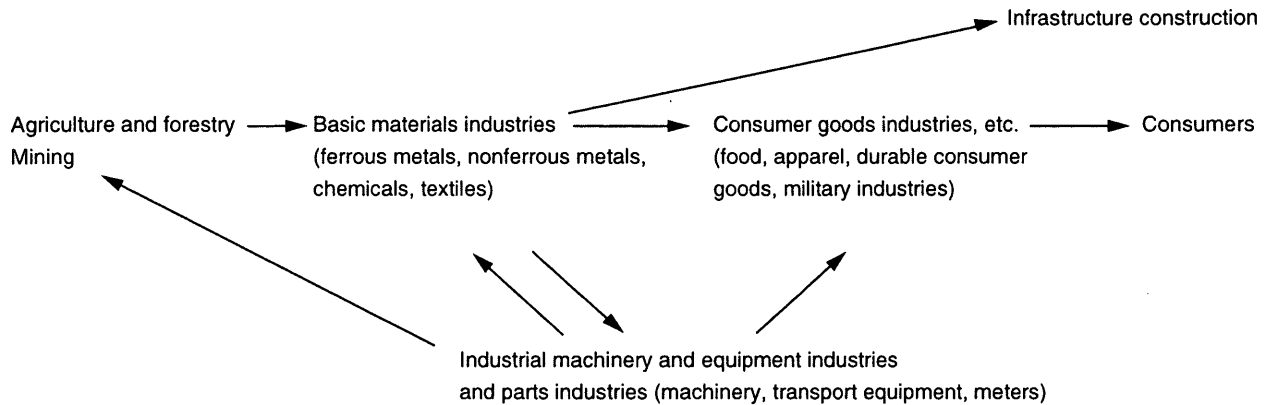 Infrastructure construction
Agriculture and forestry
Mining
Basic materials industries
(ferrous metals, nonferrous metals,
chemicals, textiles)
Consumer goods industries, etc.
(food, apparel, durable consumer
goods, military industries)
Consumers
Industrial machinery and equipment industries
and parts industries (machinery, transport equipment, meters)